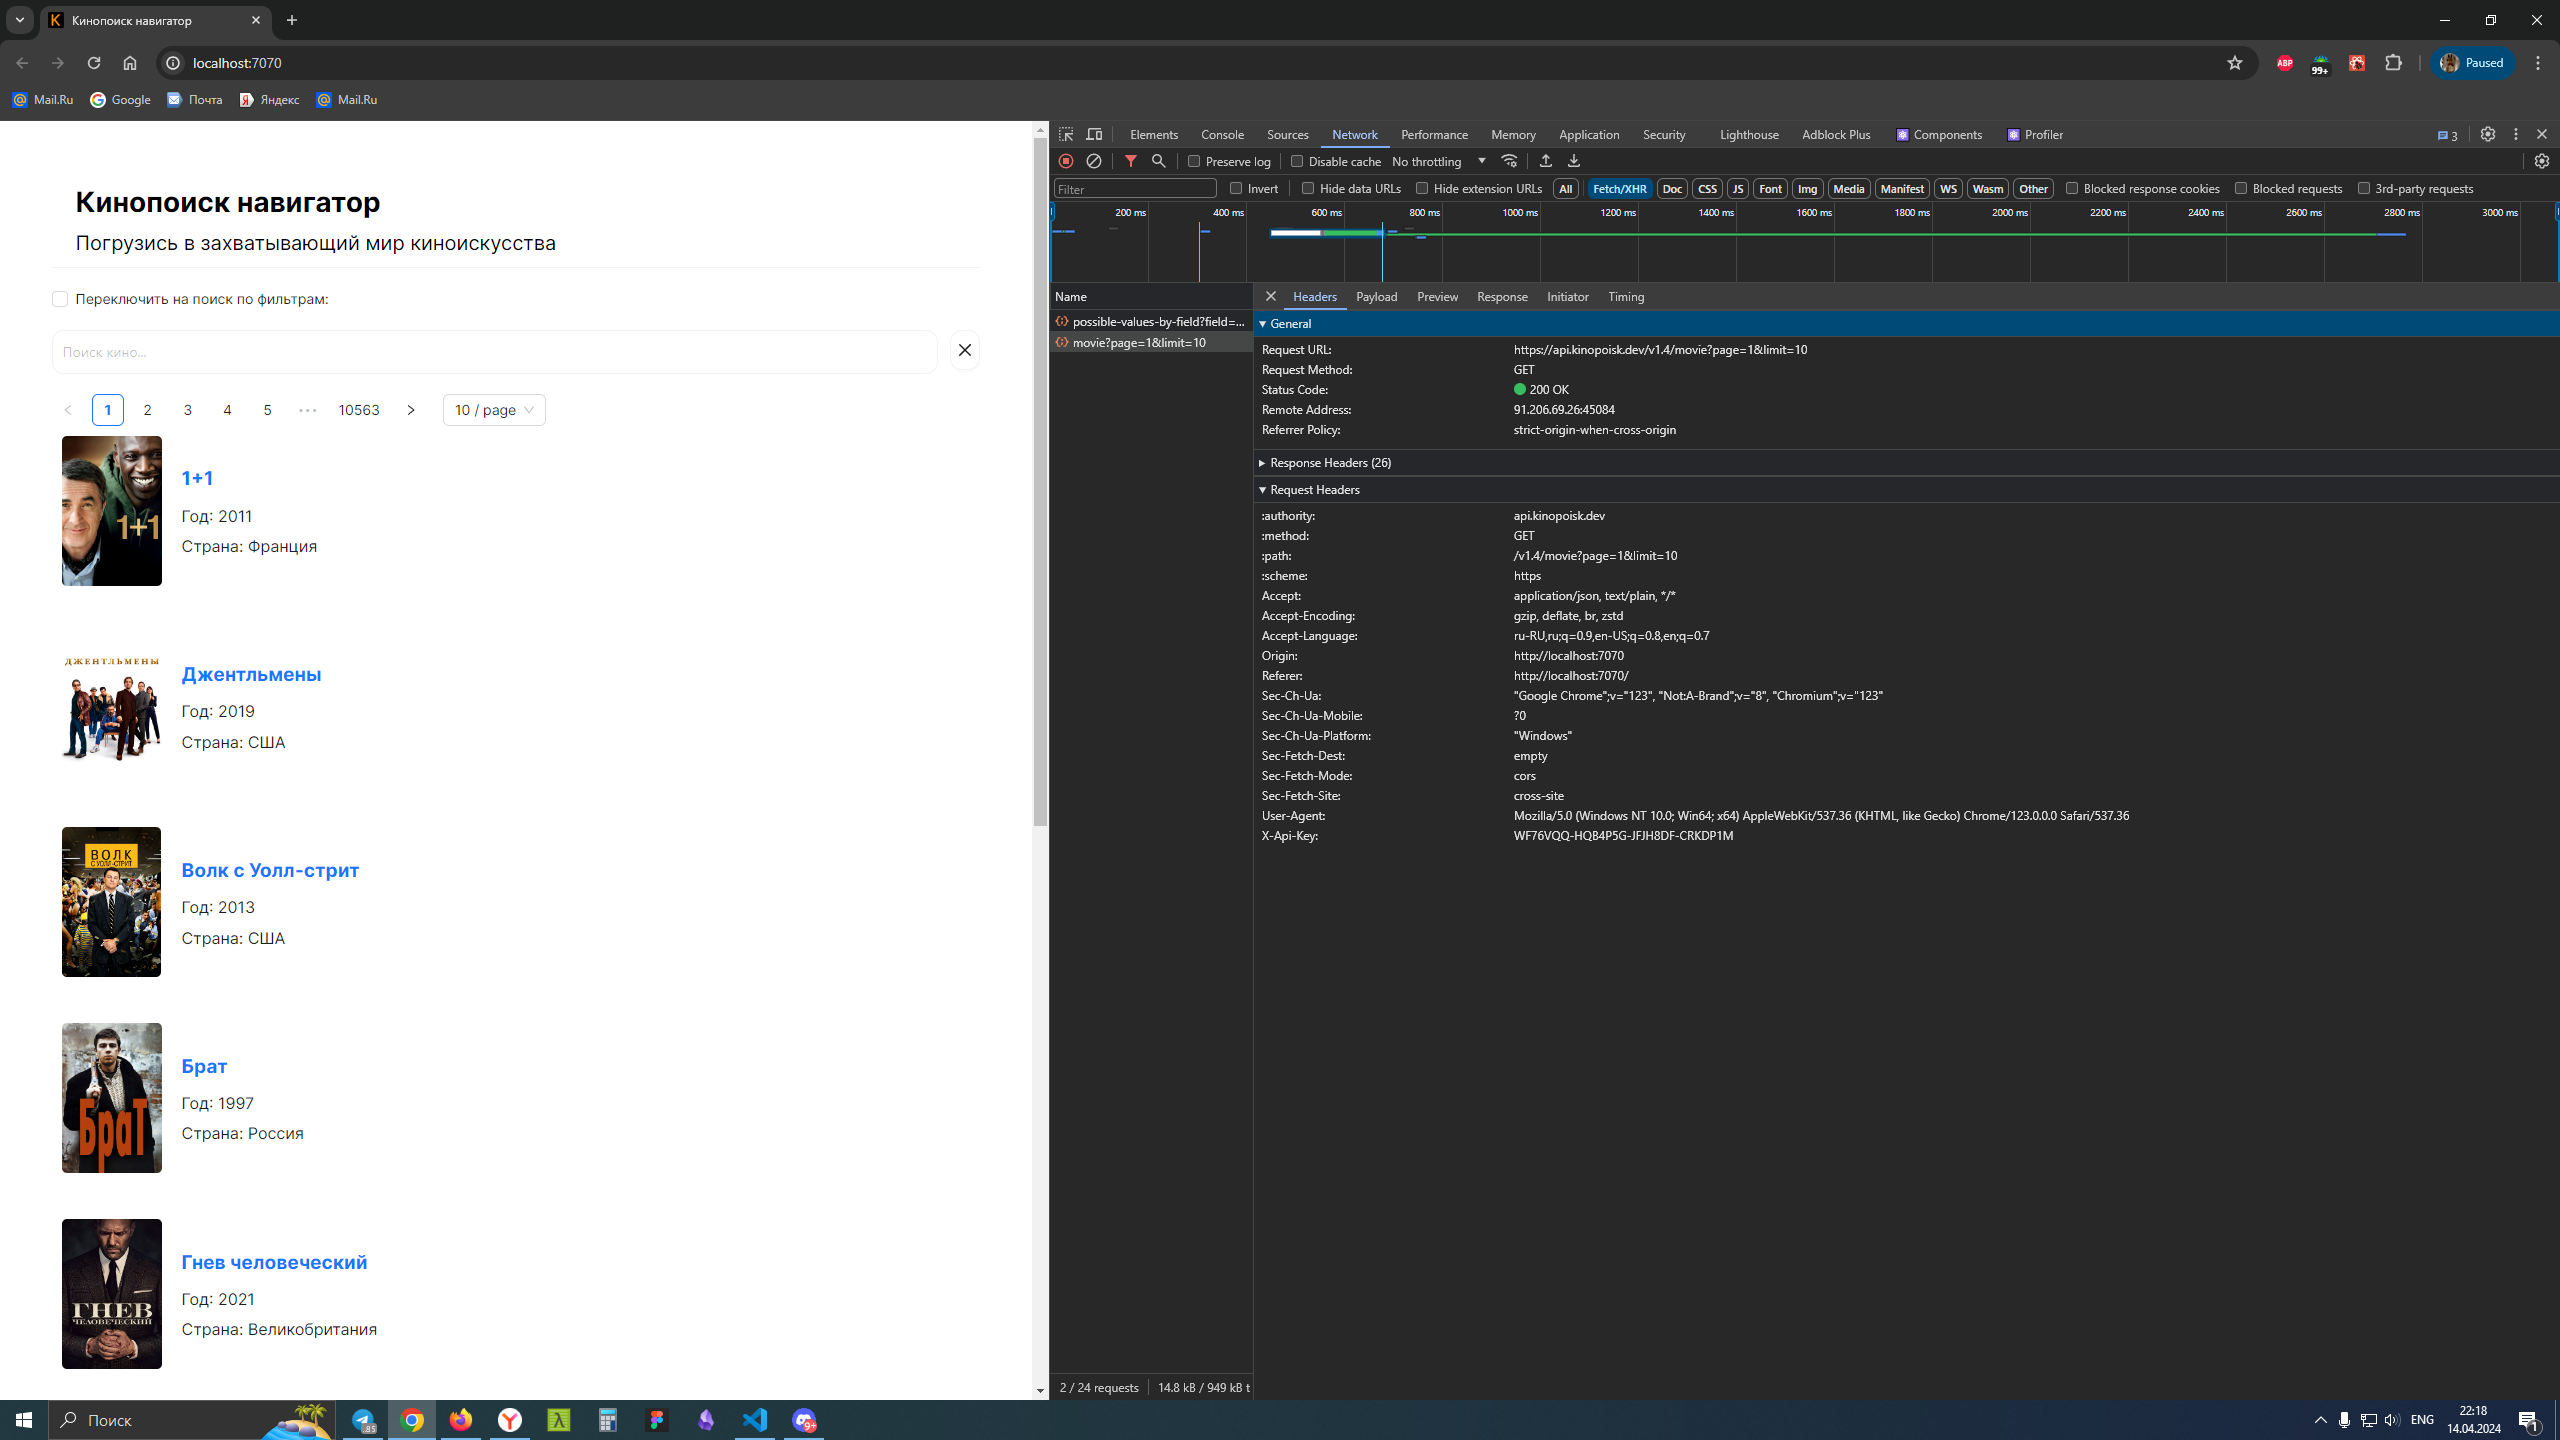 Кинопоиск навигатор
localhost:7070
ABP
99+
Paused
Mail.Ru
Google
Почта
Яндекс
Mail.Ru
Кинопоиск навигатор
Погрузись в захватывающий мир киноискусства
Переключить на поиск по фильтрам:
Поиск кино...
1 2 3 4 5 ••• 10563 10 / page
1+1
1+1
Год: 2011
Страна: Франция
ДЖЕНТЛЬМЕНЫ
Джентльмены
Год: 2019
Страна: США
ВОЛК
С УОЛЛ-СТРИТ
Волк с Уолл-стрит
Год: 2013
Страна: США
БраТ
Брат
Год: 1997
Страна: Россия
ГНЕВ
ЧЕЛОВЕЧЕСКИЙ
Гнев человеческий
Год: 2021
Страна: Великобритания
Elements Console Sources Network Performance Memory Application Security Lighthouse Adblock Plus Components Profiler 3
Preserve log Disable cache No throttling
Filter Invert Hide data URLs Hide extension URLs All Fetch/XHR Doc CSS JS Font Img Media Manifest WS Wasm Other Blocked response cookies Blocked requests 3rd-party requests
200 ms 400 ms 600 ms 800 ms 1000 ms 1200 ms 1400 ms 1600 ms 1800 ms 2000 ms 2200 ms 2400 ms 2600 ms 2800 ms 3000 ms
Name
possible-values-by-field?field=...
movie?page=1&limit=10
Headers Payload Preview Response Initiator Timing
General
Request URL: https://api.kinopoisk.dev/v1.4/movie?page=1&limit=10
Request Method: GET
Status Code: 200 OK
Remote Address: 91.206.69.26:45084
Referrer Policy: strict-origin-when-cross-origin
Response Headers (26)
Request Headers
:authority: api.kinopoisk.dev
:method: GET
:path: /v1.4/movie?page=1&limit=10
:scheme: https
Accept: application/json, text/plain, */*
Accept-Encoding: gzip, deflate, br, zstd
Accept-Language: ru-RU,ru;q=0.9,en-US;q=0.8,en;q=0.7
Origin: http://localhost:7070
Referer: http://localhost:7070/
Sec-Ch-Ua: "Google Chrome";v="123", "Not:A-Brand";v="8", "Chromium";v="123"
Sec-Ch-Ua-Mobile: ?0
Sec-Ch-Ua-Platform: "Windows"
Sec-Fetch-Dest: empty
Sec-Fetch-Mode: cors
Sec-Fetch-Site: cross-site
User-Agent: Mozilla/5.0 (Windows NT 10.0; Win64; x64) AppleWebKit/537.36 (KHTML, like Gecko) Chrome/123.0.0.0 Safari/537.36
X-Api-Key: WF76VQQ-HQB4P5G-JFJH8DF-CRKDP1M
2 / 24 requests 14.8 kB / 949 kB t
Поиск
85
9+
ENG
22:18
14.04.2024
1